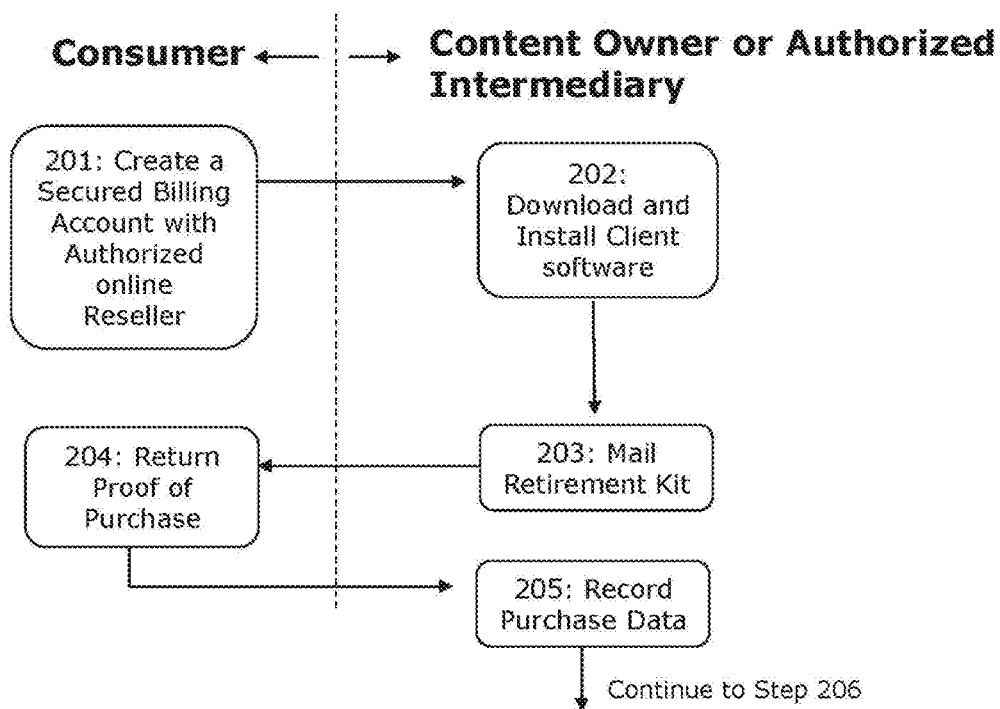 Consumer
Content Owner or Authorized
Intermediary
201: Create a
Secured Billing
Account with
Authorized
online
Reseller
202:
Download and
Install Client
software
203: Mail
Retirement Kit
204: Return
Proof of
Purchase
205: Record
Purchase Data
Continue to Step 206